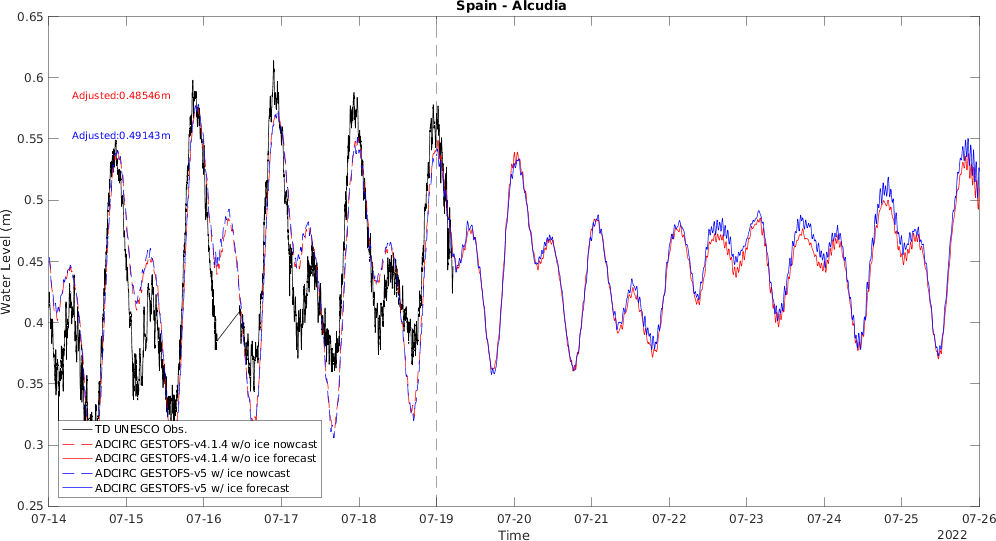 Spain - Alcudia
0.65
0.6
0.55
0.5
0.45
0.4
0.35
0.3
0.25
Water Level (m)
Adjusted:0.48546m
Adjusted:0.49143m
TD UNESCO Obs.
ADCIRC GESTOFS-v4.1.4 w/o ice nowcast
ADCIRC GESTOFS-v4.1.4 w/o ice forecast
ADCIRC GESTOFS-v5 w/ ice nowcast
ADCIRC GESTOFS-v5 w/ ice forecast
07-14 07-15 07-16 07-17 07-18 07-19 07-20 07-21 07-22 07-23 07-24 07-25 07-26
Time
2022